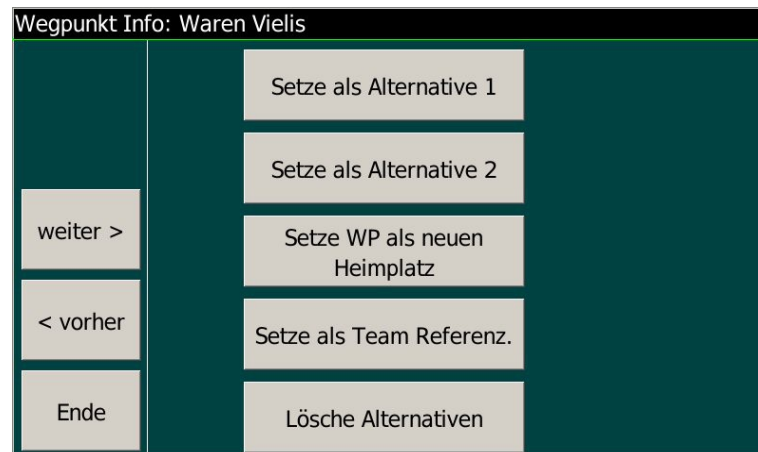 Wegpunkt Info: Waren Vielis
Setze als Alternative 1
Setze als Alternative 2
weiter >
Setze WP als neuen
Heimplatz
< vorher
Setze als Team Referenz.
Ende
Lösche Alternativen